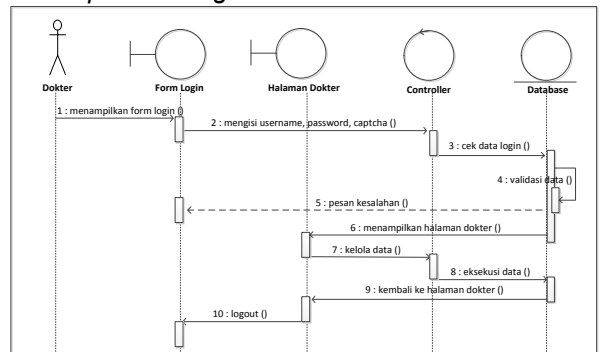 Dokter
Form Login
Halaman Dokter
Controller
Database
1 : menampilkan form login ()
2 : mengisi username, password, captcha ()
3 : cek data login ()
4 : validasi data ()
5 : pesan kesalahan ()
6 : menampilkan halaman dokter ()
7 : kelola data ()
8 : eksekusi data ()
9 : kembali ke halaman dokter ()
10 : logout ()